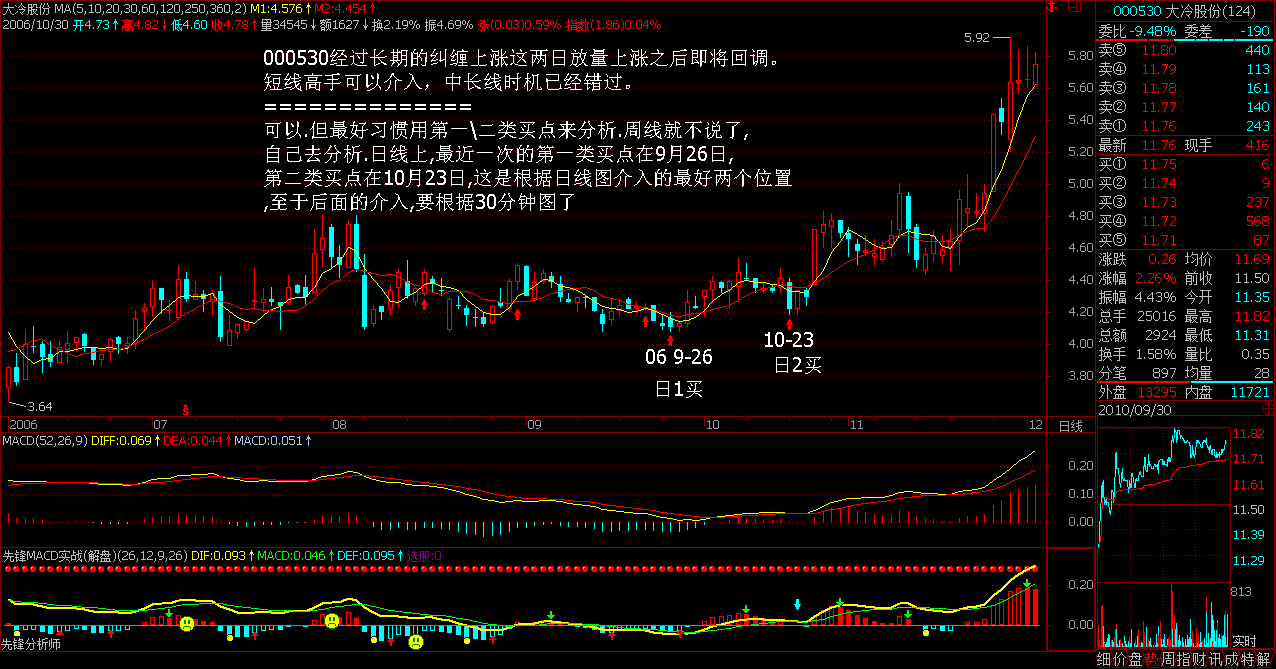 大冷股份 MA(5,10,20,30,60,120,250,360,2) M1:4.576↑ M2:4.454↑
2006/10/30 开4.73↑高4.82↓低4.60 收4.78↑量34545↓额1627↓换2.19% 振4.69% 涨(0.03)0.59% 指数(1.86)0.04%
000530经过长期的纠缠上涨这两日放量上涨之后即将回调。
短线高手可以介入，中长线时机已经错过。
==============
可以.但最好习惯用第一\二类买点来分析.周线就不说了,
自己去分析.日线上,最近一次的第一类买点在9月26日,
第二类买点在10月23日,这是根据日线图介入的最好两个位置
,至于后面的介入,要根据30分钟图了
5.92
5.80
5.60
5.40
5.20
5.00
4.80
4.60
4.40
4.20
4.00
3.80
3.64
06 9-26
日1买
10-23
日2买
$
2006 07 08 09 10 11 12 日线
MACD(52,26,9) DIFF:0.069↑DEA:0.044↑MACD:0.051↑
0.20
0.10
0.00
先锋MACD实战(解盘)(26,12,9,26) DIF:0.093↑MACD:0.046↑DEF:0.095↑选股:0
0.20
0.00
先锋分析师
000530 大冷股份(124)
委比 -9.48% 委差 -190
卖⑤ 11.80 440
卖④ 11.79 113
卖③ 11.78 161
卖② 11.77 140
卖① 11.76 243
最新 11.76 现手 416
买① 11.75 6
买② 11.74 9
买③ 11.73 237
买④ 11.72 568
买⑤ 11.71 87
涨跌 0.26 均价 11.69
涨幅 2.26% 前收 11.50
振幅 4.43% 今开 11.35
总手 25016 最高 11.82
总额 2924 最低 11.31
换手 1.58% 量比 0.35
分笔 897 均量 28
外盘 13295 内盘 11721
2010/09/30
11.82
11.71
11.61
11.50
11.39
11.29
813
实时
细价盘势周指财讯成特解